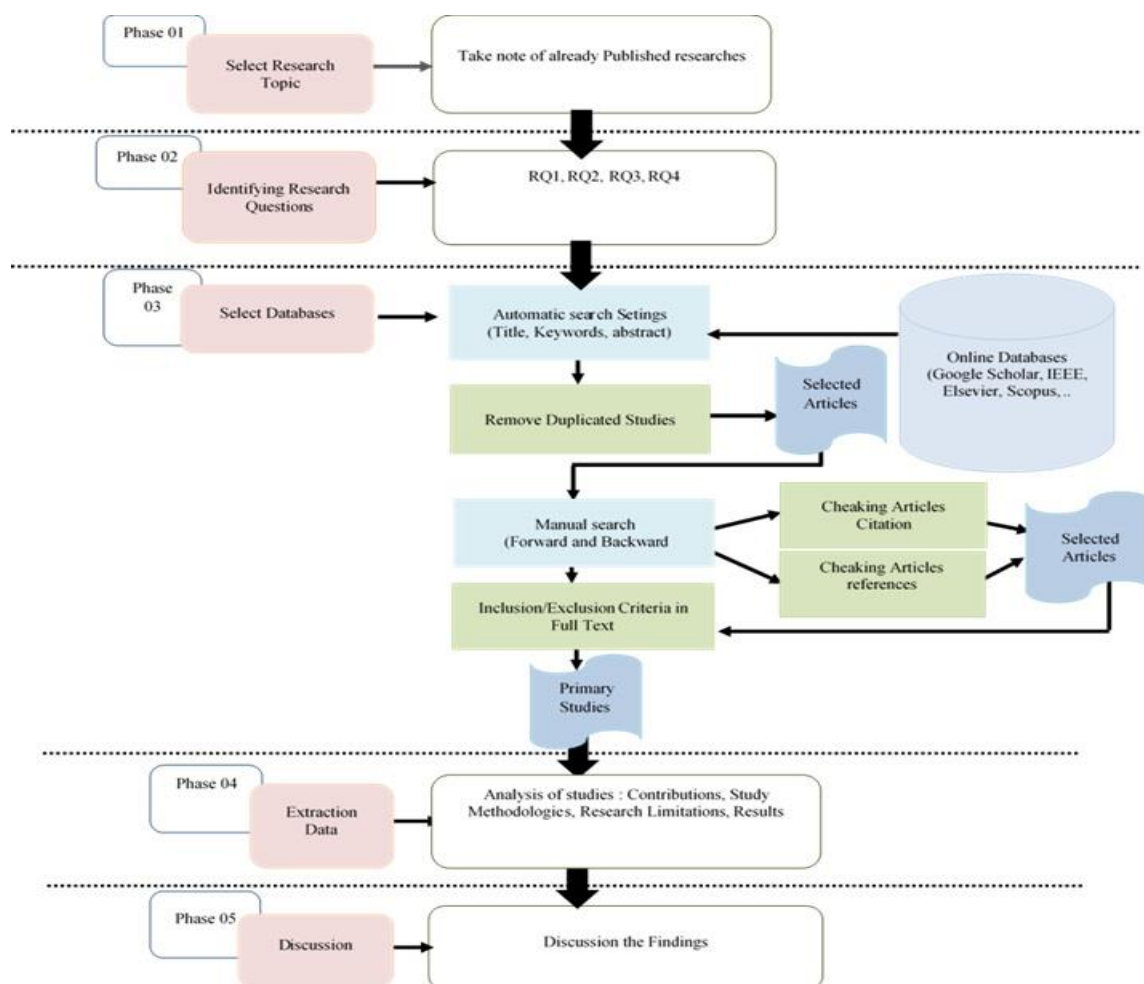 Phase 01
Select Research
Topic
Take note of already Published researches
Phase 02
Identifying Research
Questions
RQ1, RQ2, RQ3, RQ4
Phase
03
Select Databases
Automatic search Setings
(Title, Keywords, abstract)
Online Databases
(Google Scholar, IEEE,
Elsevier, Scopus,..
Remove Duplicated Studies
Selected
Articles
Manual search
(Forward and Backward
Cheaking Articles
Citation
Cheaking Articles
references
Selected
Articles
Inclusion/Exclusion Criteria in
Full Text
Primary
Studies
Phase 04
Extraction
Data
Analysis of studies : Contributions, Study
Methodologies, Research Limitations, Results
Phase 05
Discussion
Discussion the Findings